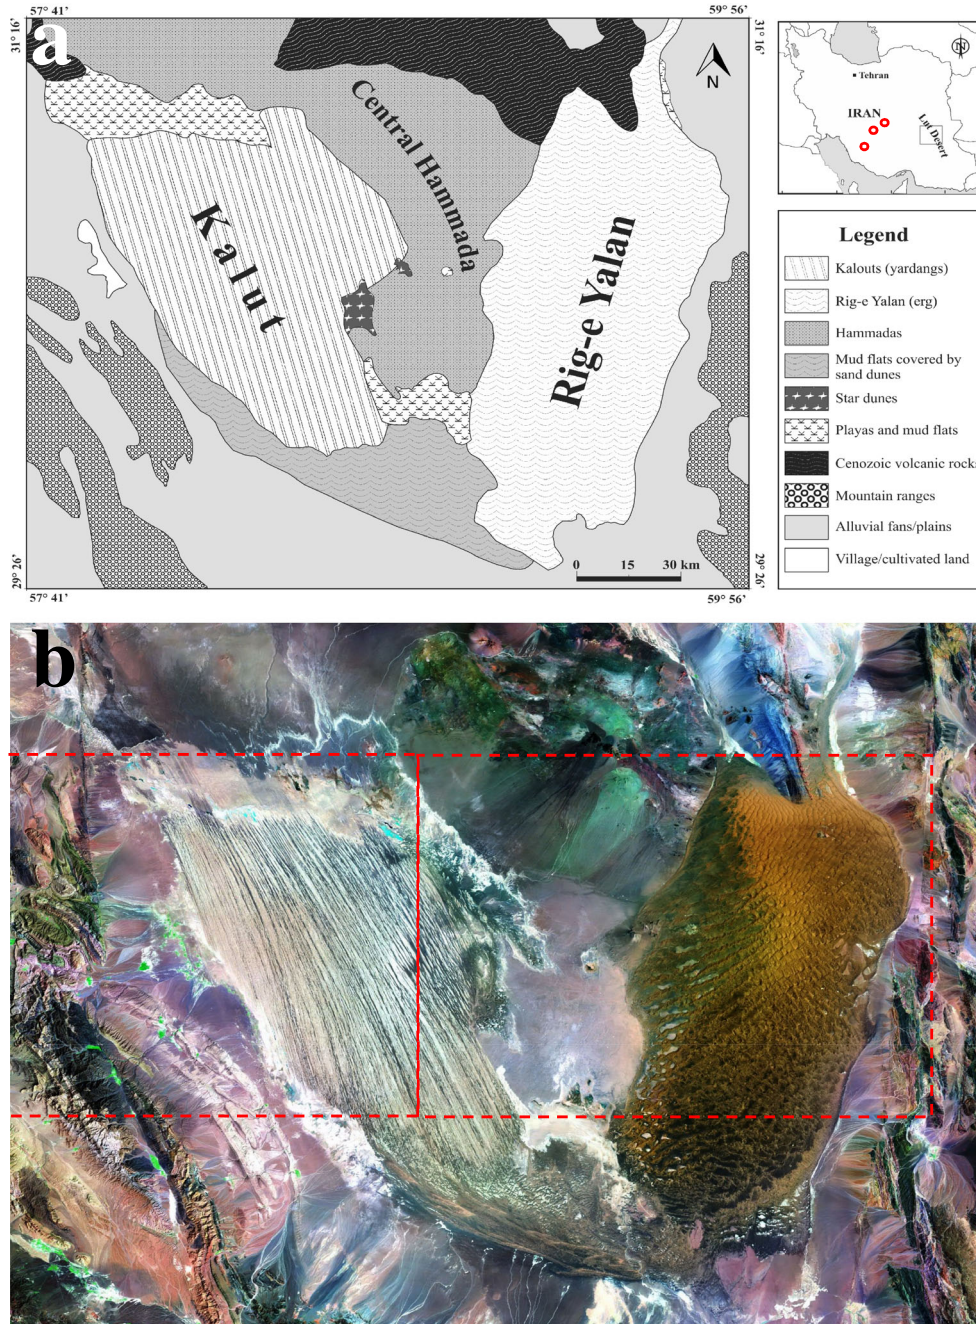 57° 41’
59° 56’
31° 16’
31° 16’
a
N
Central Hammada
Kalut
Rig-e Yalan
0 15 30 km
29° 26’
29° 26’
57° 41’
59° 56’
N
Tehran
IRAN
Lut Desert
Legend
Kalouts (yardangs)
Rig-e Yalan (erg)
Hammadas
Mud flats covered by
sand dunes
Star dunes
Playas and mud flats
Cenozoic volcanic rocks
Mountain ranges
Alluvial fans/plains
Village/cultivated land
b